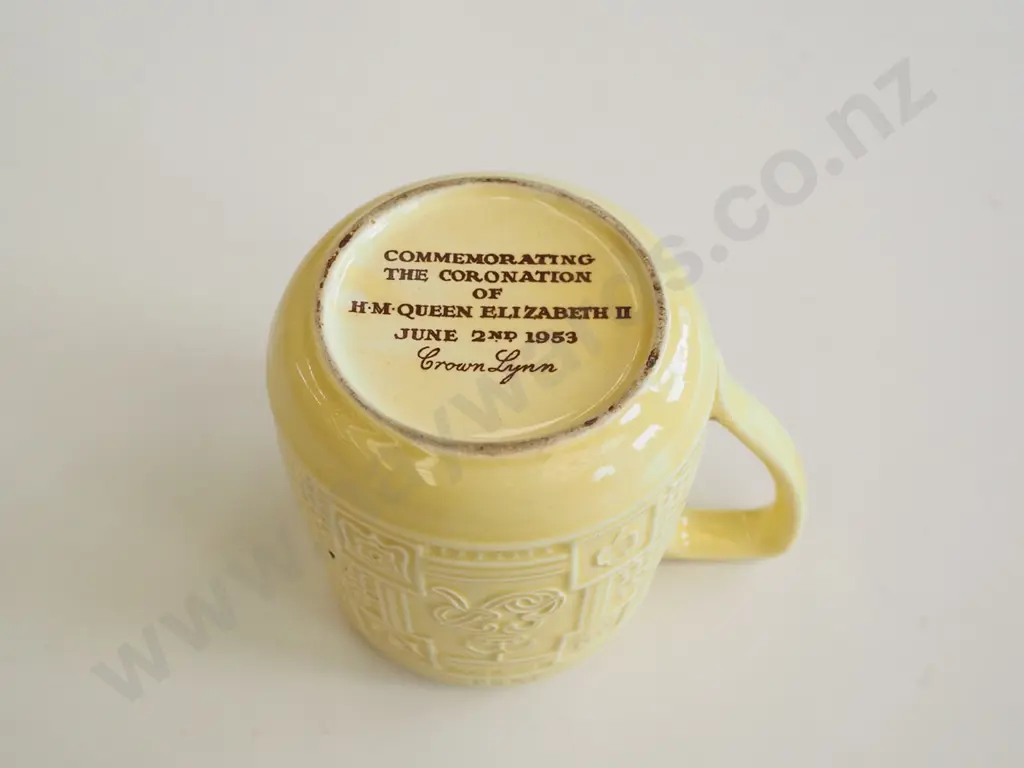 COMMEMORATING
THE CORONATION
OF
H·M·QUEEN ELIZABETH II
JUNE 2ND 1953
Crown Lynn